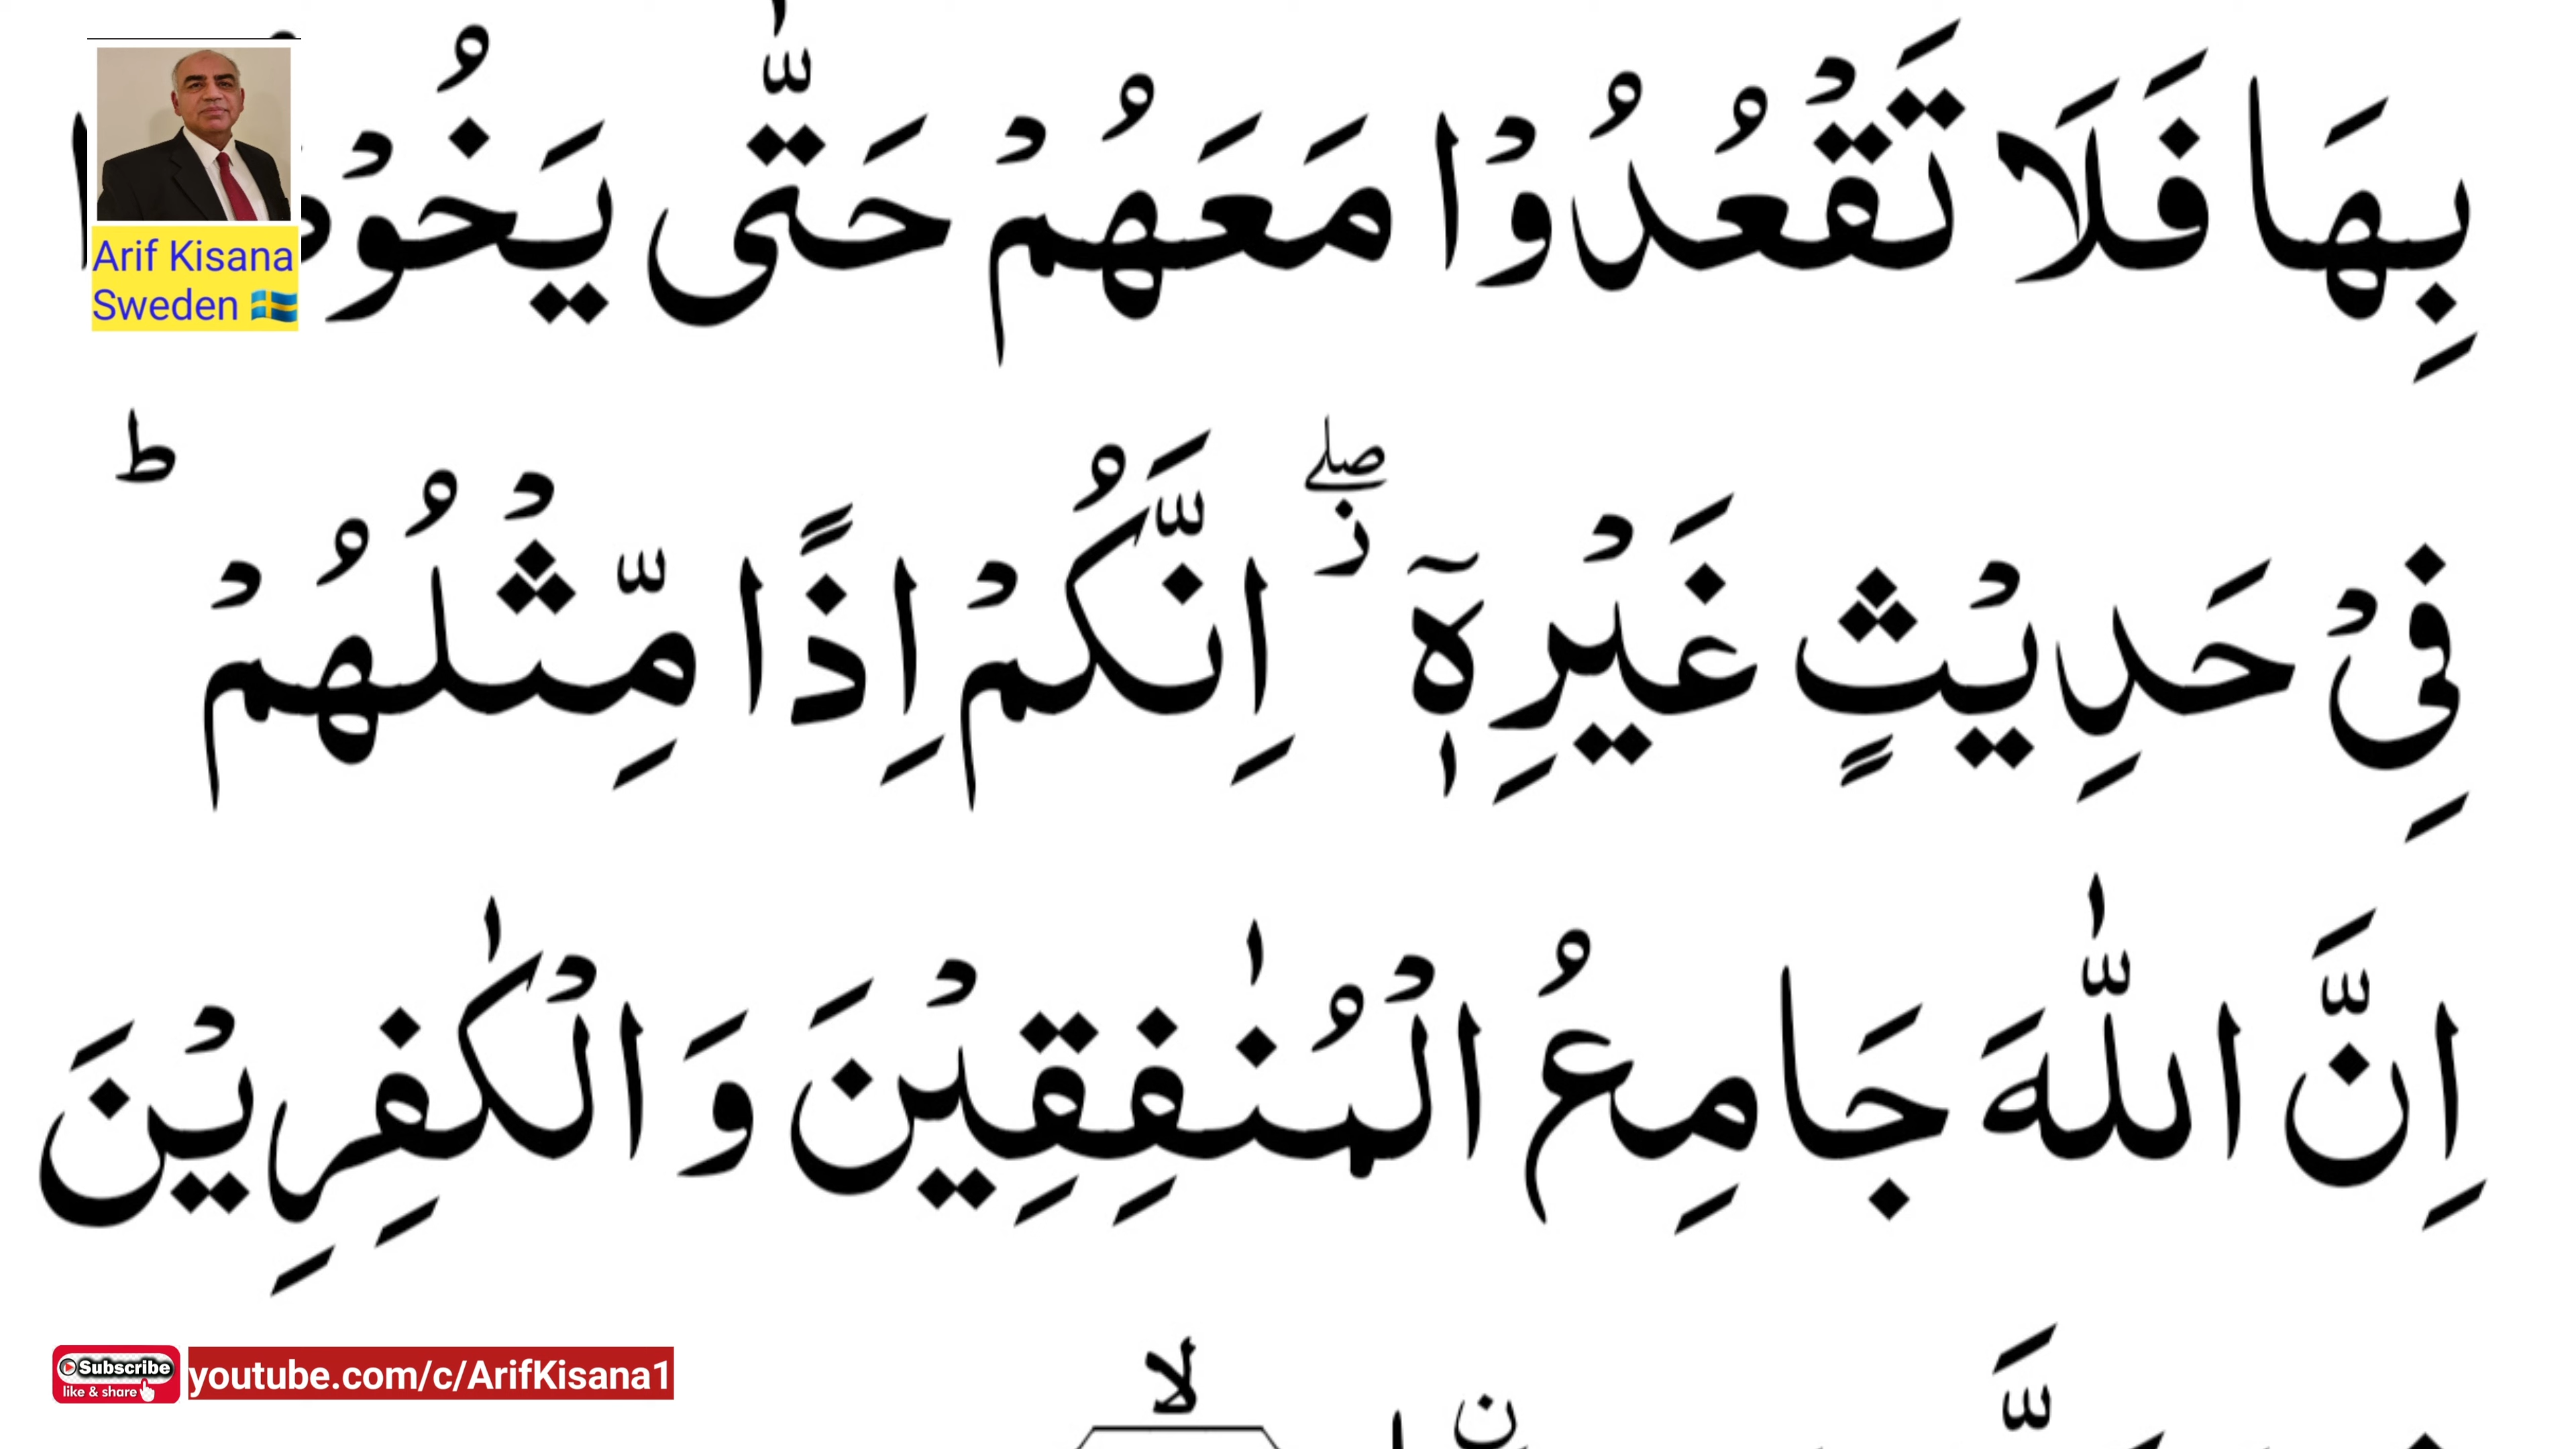 بِهَا فَلَا تَقْعُدُوْا مَعَهُمْ حَتّٰى
فِیْ حَدِیْثٍ غَیْرِهٖۤ ۖ٘ اِنَّكُمْ اِذًا مِّثْلُهُمْ ؕ
اِنَّ اللّٰهَ جَامِعُ الْمُنٰفِقِیْنَ وَ الْكٰفِرِیْنَ
Arif Kisana
Sweden 🇸🇪
Subscribe
like & share
youtube.com/c/ArifKisana1